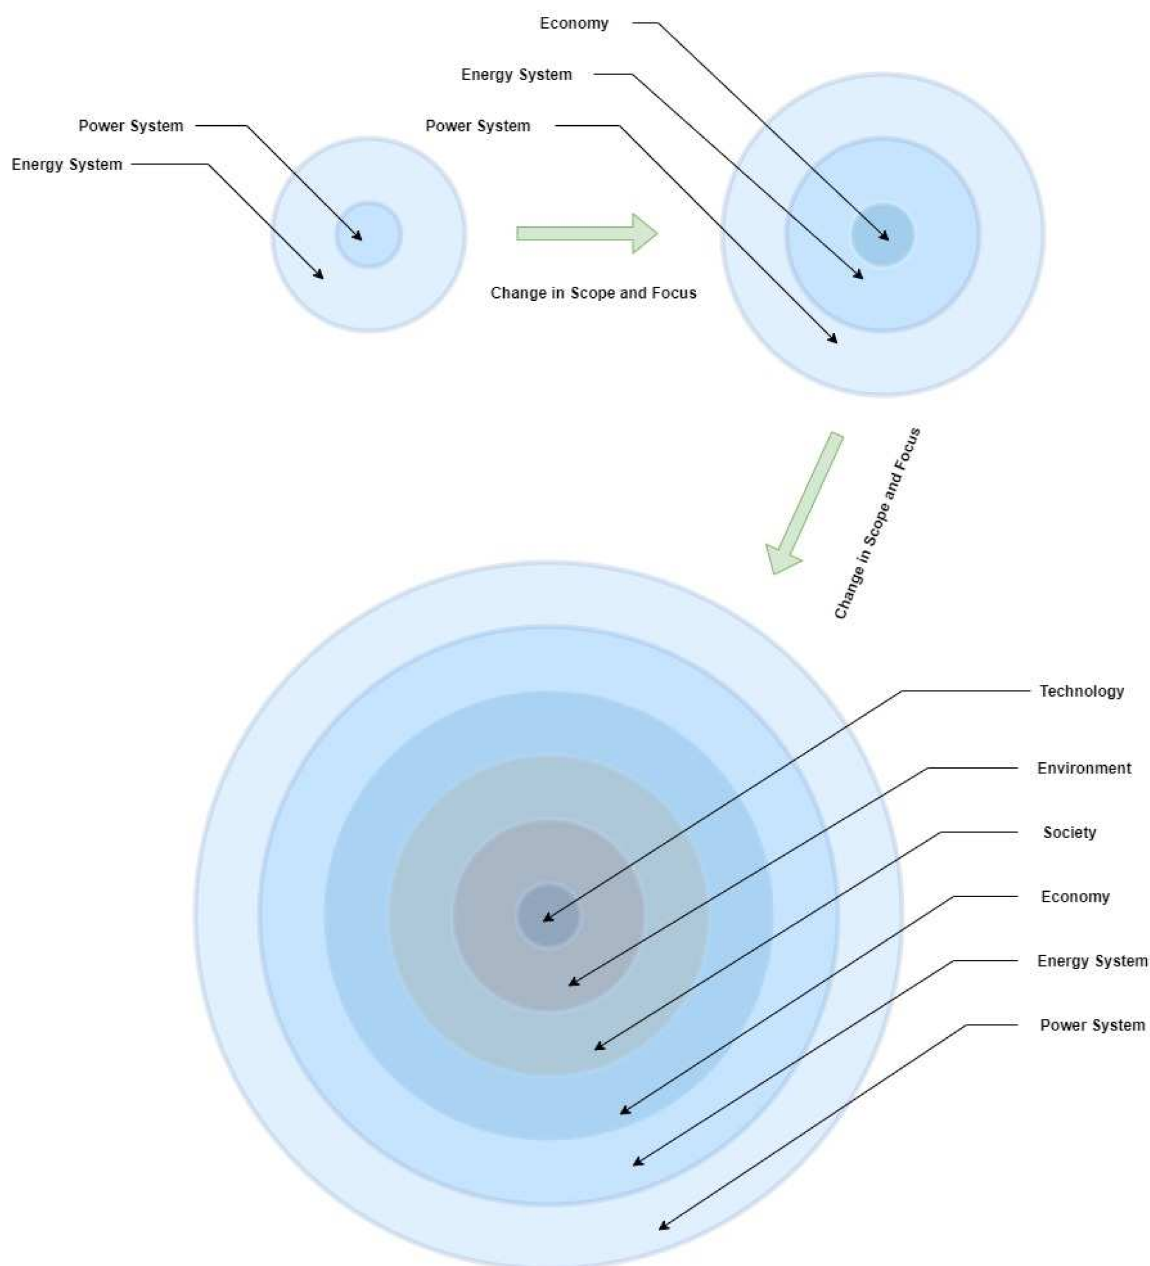 Economy
Energy System
Power System
Power System
Energy System
Change in Scope and Focus
Change in Scope and Focus
Technology
Environment
Society
Economy
Energy System
Power System